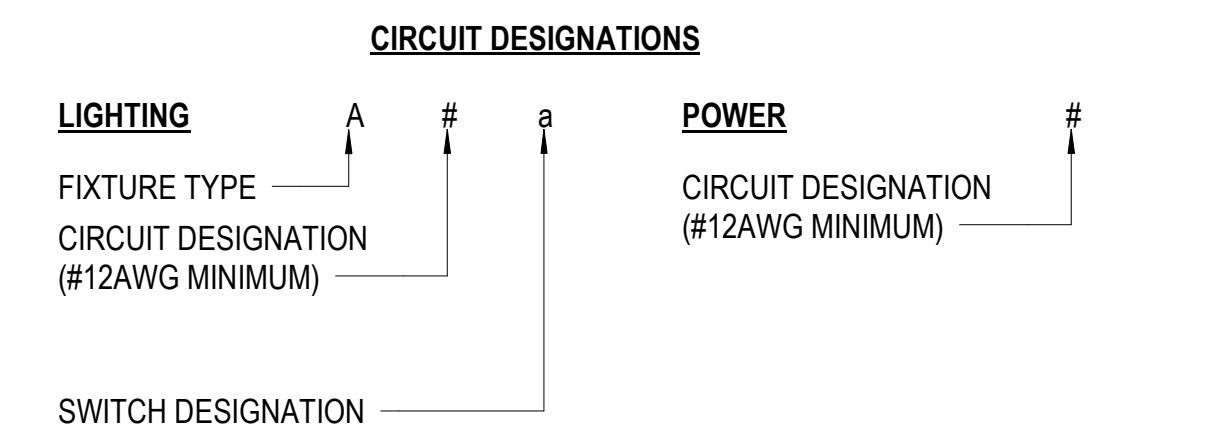 CIRCUIT DESIGNATIONS
LIGHTING A # a
FIXTURE TYPE
CIRCUIT DESIGNATION
(#12AWG MINIMUM)
SWITCH DESIGNATION
POWER #
CIRCUIT DESIGNATION
(#12AWG MINIMUM)